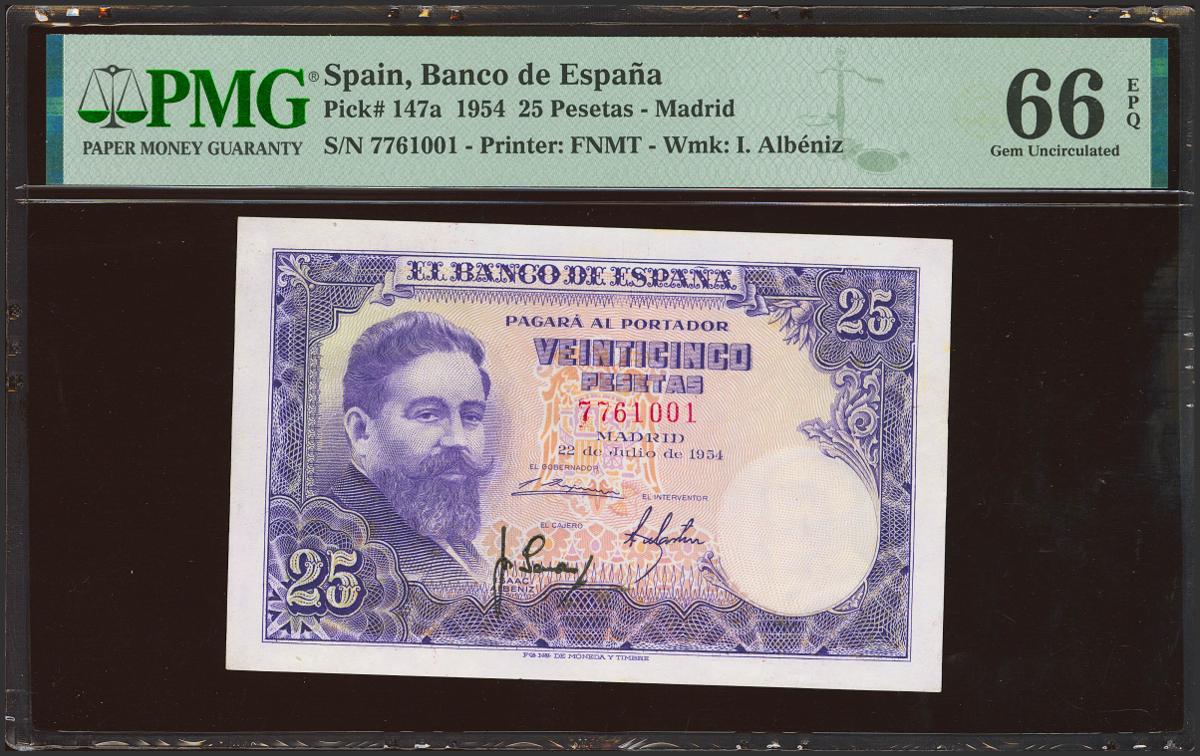 PMG®
PAPER MONEY GUARANTY
Spain, Banco de España
Pick# 147a 1954 25 Pesetas - Madrid
S/N 7761001 - Printer: FNMT - Wmk: I. Albéniz
66 EPQ
Gem Uncirculated
EL BANCO DE ESPAÑA
25
PAGARÁ AL PORTADOR
VEINTICINCO
PESETAS
7761001
MADRID
22 de Julio de 1954
EL GOBERNADOR
EL INTERVENTOR
EL CAJERO
ISAAC
ALBENIZ
25
DE MONEDA Y TIMBRE